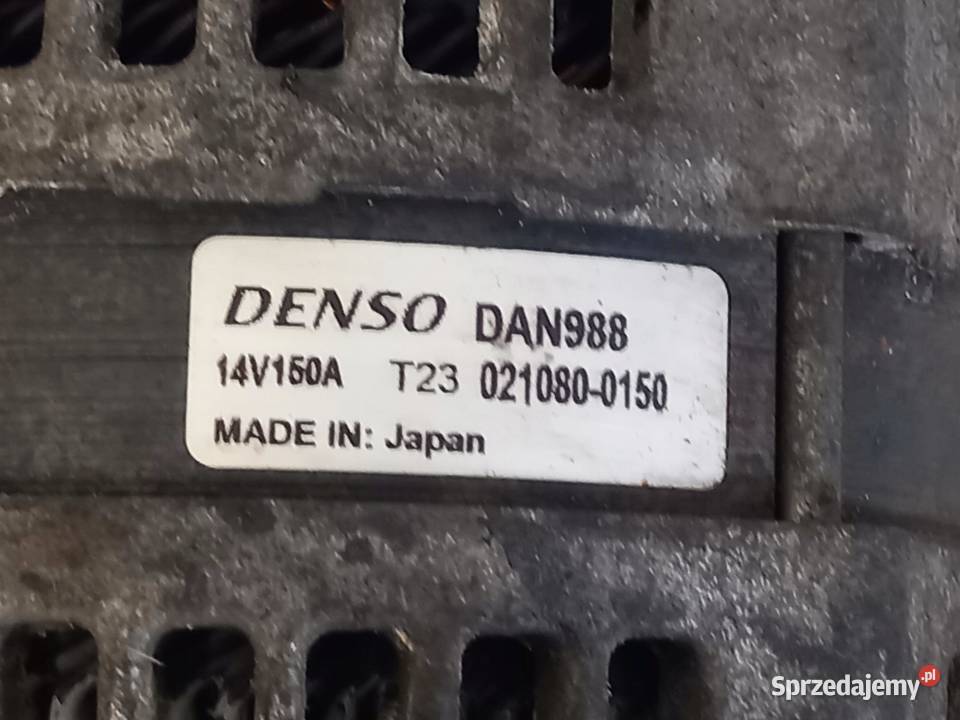 DENSO DAN988
14V150A T23 021080-0150
MADE IN: Japan
Sprzedajemy.pl